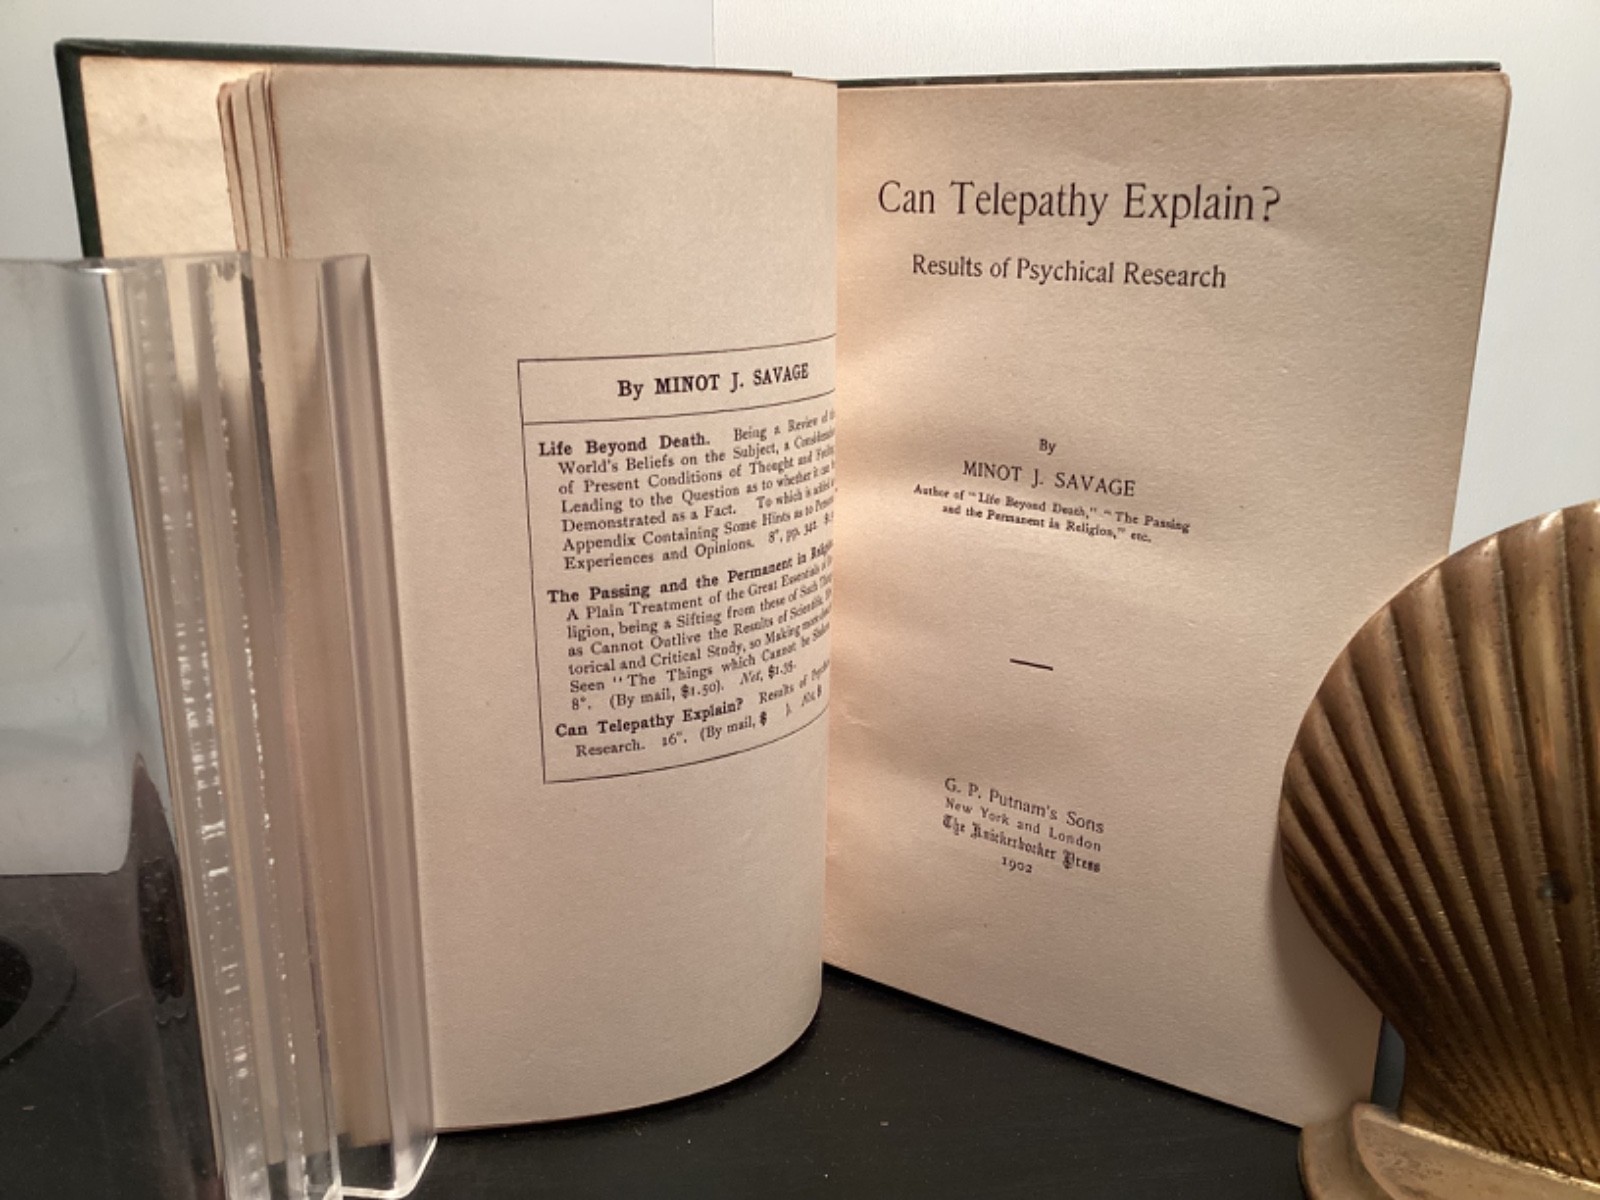 By MINOT J. SAVAGE
Life Beyond Death. Being a Review of
World's Beliefs on the Subject, a
of Present Conditions of Thought and
Leading to the Question as to whether it can
Demonstrated as a Fact. To which is
Appendix Containing Some Hints as to
Experiences and Opinions. 8°, pp. 342.
The Passing and the Permanent in
A Plain Treatment of the Great Essentials of
ligion, being a Sifting from these of Such
as Cannot Outlive the Results of Scientific,
torical and Critical Study, so Making
Seen "The Things which Cannot be
8°. (By mail, $1.50). Net, $1.35.
Can Telepathy Explain? Results of
Research. 16°. (By mail, $ ). Net, $
Can Telepathy Explain?
Results of Psychical Research
By
MINOT J. SAVAGE
Author of "Life Beyond Death," "The Passing
and the Permanent in Religion," etc.
G. P. Putnam's Sons
New York and London
The Knickerbocker Press
1902